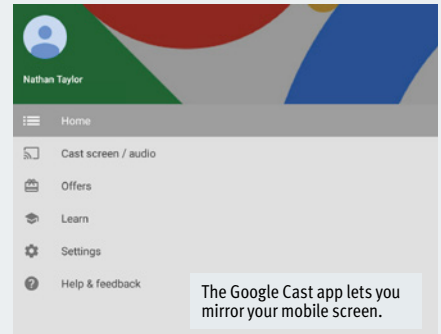 Nathan Taylor
Home
Cast screen / audio
Offers
Learn
Settings
Help & feedback
The Google Cast app lets you
mirror your mobile screen.